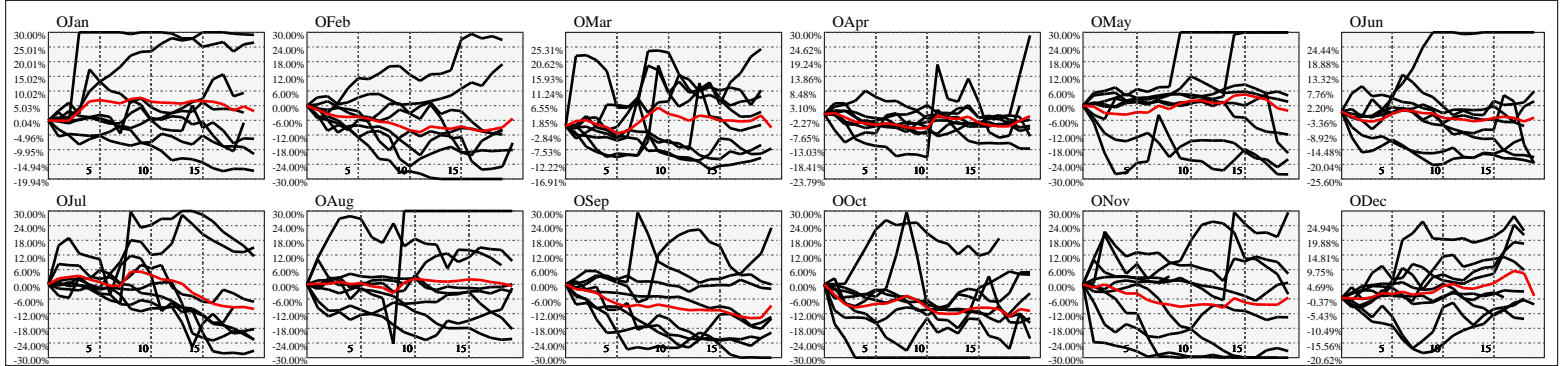 OJan OFeb OMar OApr OMay OJun
30.00% 30.00% 25.31% 30.00% 30.00% 24.44%
25.01% 24.00% 20.62% 24.62% 24.00% 18.88%
20.01% 18.00% 15.93% 19.24% 18.00% 13.32%
15.02% 12.00% 11.24% 13.86% 12.00% 7.76%
10.02% 6.00% 6.55% 8.48% 6.00% 2.20%
5.03% 0.00% 1.85% 3.10% 0.00% -3.36%
0.04% -6.00% -2.84% -2.27% -6.00% -8.92%
-4.96% -12.00% -7.53% -7.65% -12.00% -14.48%
-9.95% -18.00% -12.22% -13.03% -18.00% -20.04%
-14.94% -24.00% -16.91% -18.41% -24.00% -25.60%
-19.94% -30.00% -23.79% -30.00%
5 10 15 5 10 15 5 10 15 5 10 15 5 10 15 5 10 15
OJul OAug OSep OOct ONov ODec
30.00% 30.00% 30.00% 30.00% 30.00% 24.94%
24.00% 24.00% 24.00% 24.00% 24.00% 19.88%
18.00% 18.00% 18.00% 18.00% 18.00% 14.81%
12.00% 12.00% 12.00% 12.00% 12.00% 9.75%
6.00% 6.00% 6.00% 6.00% 6.00% 4.69%
0.00% 0.00% 0.00% 0.00% 0.00% -0.37%
-6.00% -6.00% -6.00% -6.00% -6.00% -5.43%
-12.00% -12.00% -12.00% -12.00% -12.00% -10.49%
-18.00% -18.00% -18.00% -18.00% -18.00% -15.56%
-24.00% -24.00% -24.00% -24.00% -24.00% -20.62%
-30.00% -30.00% -30.00% -30.00% -30.00%
5 10 15 5 10 15 5 10 15 5 10 15 5 10 15 5 10 15